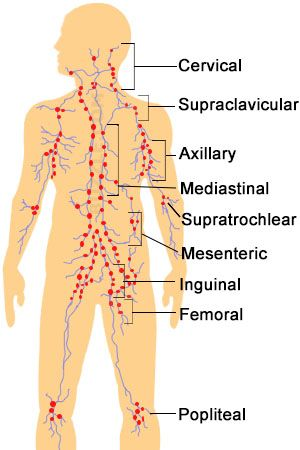 Cervical
Supraclavicular
Axillary
Mediastinal
Supratrochlear
Mesenteric
Inguinal
Femoral
Popliteal